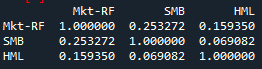 Mkt-RF SMB HML
Mkt-RF 1.000000 0.253272 0.159350
SMB 0.253272 1.000000 0.069082
HML 0.159350 0.069082 1.000000